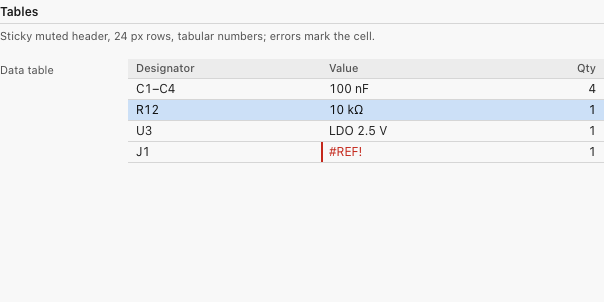 Tables
Sticky muted header, 24 px rows, tabular numbers; errors mark the cell.
Data table
Designator Value Qty
C1–C4 100 nF 4
R12 10 kΩ 1
U3 LDO 2.5 V 1
J1 #REF! 1